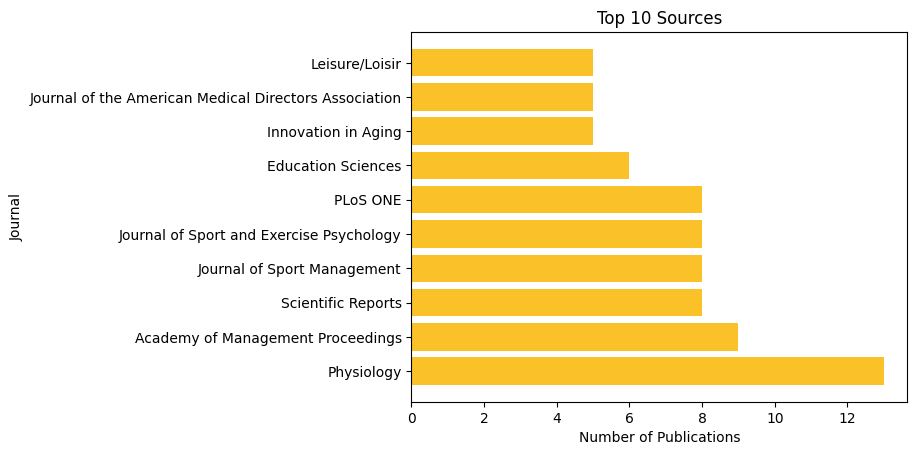 Top 10 Sources
Journal
Leisure/Loisir
Journal of the American Medical Directors Association
Innovation in Aging
Education Sciences
PLoS ONE
Journal of Sport and Exercise Psychology
Journal of Sport Management
Scientific Reports
Academy of Management Proceedings
Physiology
0 2 4 6 8 10 12
Number of Publications